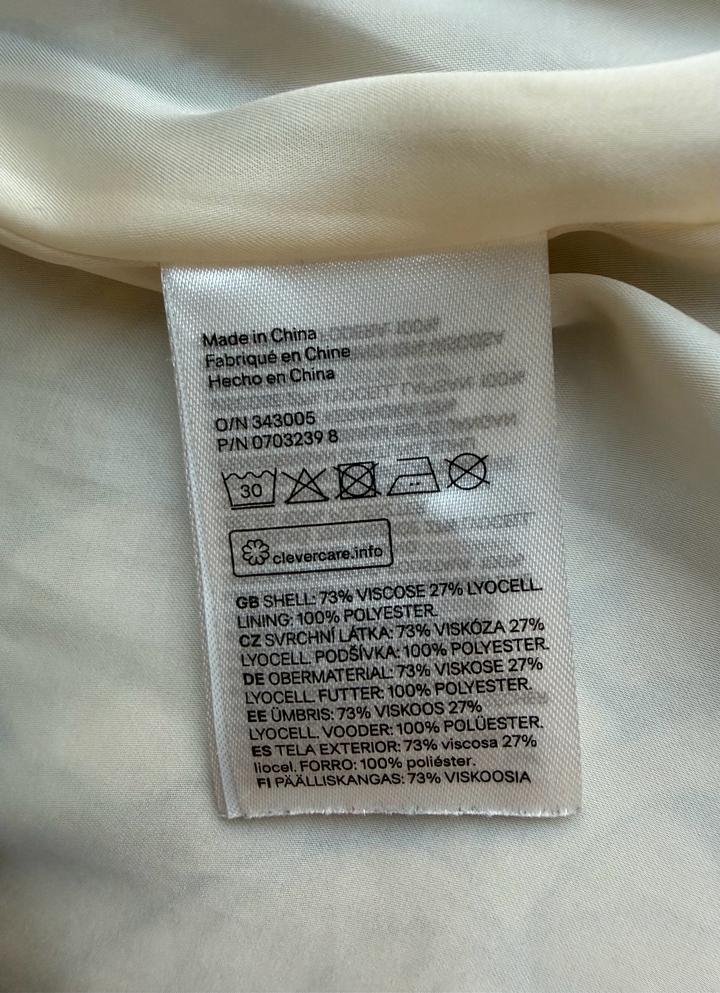 Made in China
Fabriqué en Chine
Hecho en China
O/N 343005
P/N 0703239 8
30
clevercare.info
GB SHELL: 73% VISCOSE 27% LYOCELL.
LINING: 100% POLYESTER.
CZ SVRCHNÍ LÁTKA: 73% VISKÓZA 27%
LYOCELL. PODŠÍVKA: 100% POLYESTER.
DE OBERMATERIAL: 73% VISKOSE 27%
LYOCELL. FUTTER: 100% POLYESTER.
EE ÜMBRIS: 73% VISKOOS 27%
LYOCELL. VOODER: 100% POLÜESTER.
ES TELA EXTERIOR: 73% viscosa 27%
liocel. FORRO: 100% poliéster.
FI PÄÄLLISKANGAS: 73% VISKOOSIA